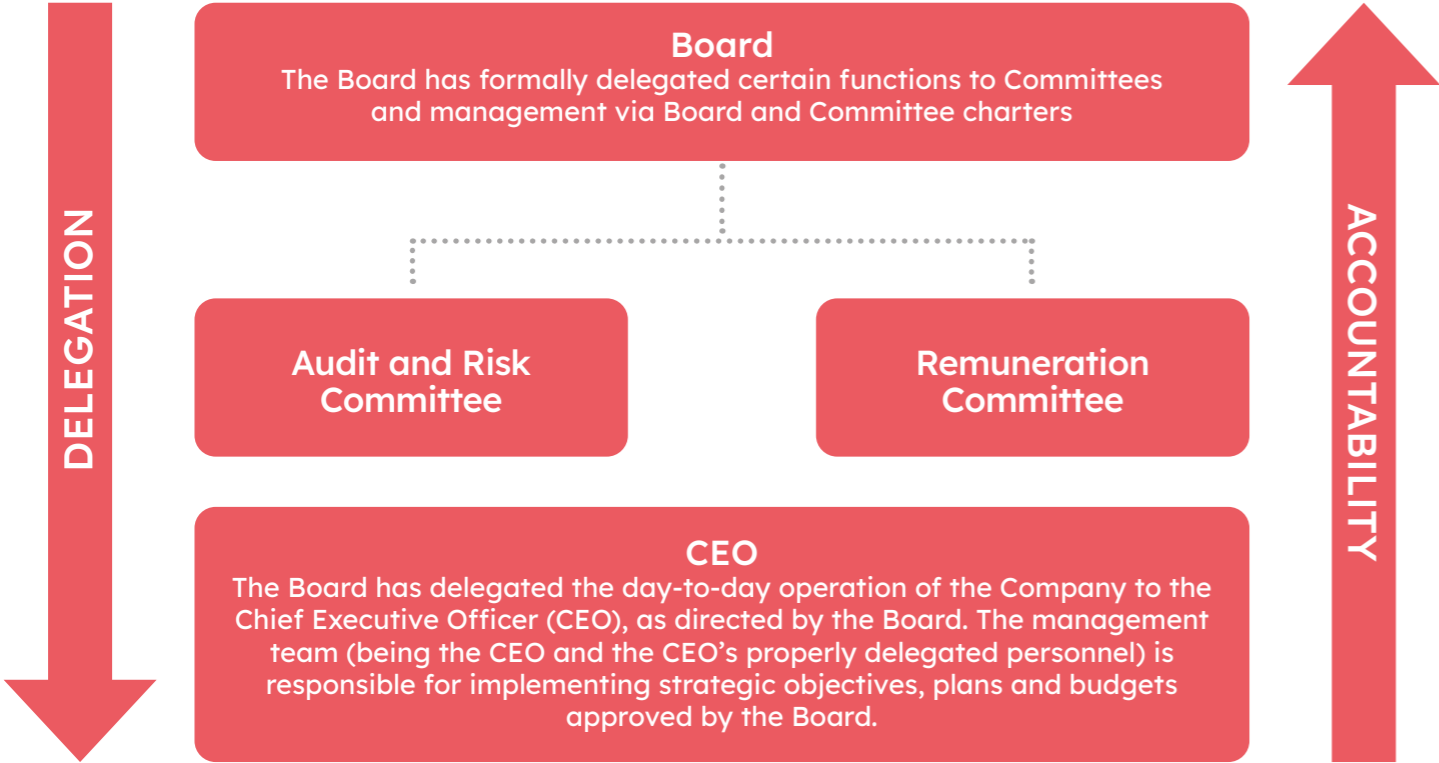 DELEGATION
Board
The Board has formally delegated certain functions to Committees
and management via Board and Committee charters
Audit and Risk
Committee
Remuneration
Committee
CEO
The Board has delegated the day-to-day operation of the Company to the
Chief Executive Officer (CEO), as directed by the Board. The management
team (being the CEO and the CEO’s properly delegated personnel) is
responsible for implementing strategic objectives, plans and budgets
approved by the Board.
ACCOUNTABILITY